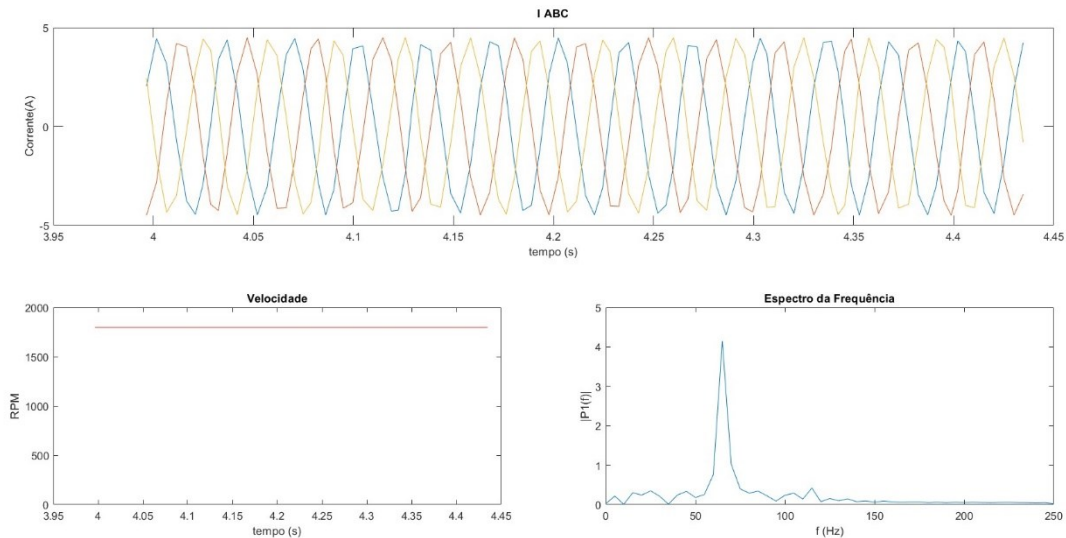 I ABC
Corrente(A)
5
0
-5
3.95 4 4.05 4.1 4.15 4.2 4.25 4.3 4.35 4.4 4.45
tempo (s)
Velocidade
RPM
2000
1500
1000
500
0
3.95 4 4.05 4.1 4.15 4.2 4.25 4.3 4.35 4.4 4.45
tempo (s)
Espectro da Frequência
|P1(f)|
5
4
3
2
1
0
0 50 100 150 200 250
f (Hz)